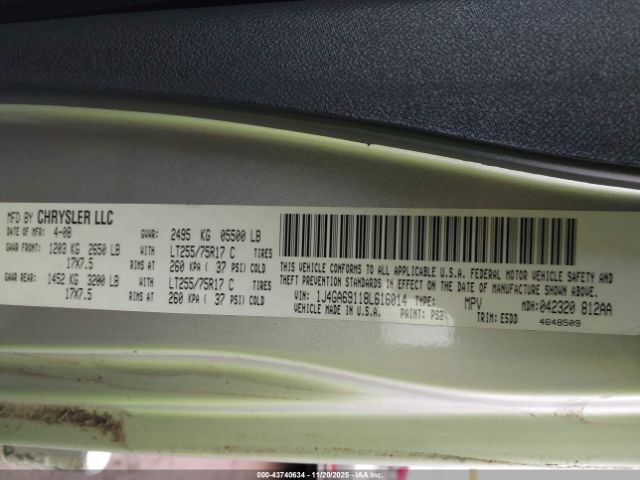 MFD BY CHRYSLER LLC
DATE OF MFR: 4-08 GVWR: 2495 KG 05500 LB
GAWR FRONT: 1203 KG 2650 LB WITH LT255/75R17 C TIRES
17X7.5 RIMS AT 260 KPA ( 37 PSI) COLD
GAWR REAR: 1452 KG 3200 LB WITH LT255/75R17 C TIRES
17X7.5 RIMS AT 260 KPA ( 37 PSI) COLD
THIS VEHICLE CONFORMS TO ALL APPLICABLE U.S.A. FEDERAL MOTOR VEHICLE SAFETY AND
THEFT PREVENTION STANDARDS IN EFFECT ON THE DATE OF MANUFACTURE SHOWN ABOVE.
VIN: 1J4GA69118L616014 TYPE: MPV MDH: 042320 812AA
VEHICLE MADE IN U.S.A. PAINT: PS2 TRIM: E5DD 4648509
000-43740634 - 11/20/2025 - IAA Inc.